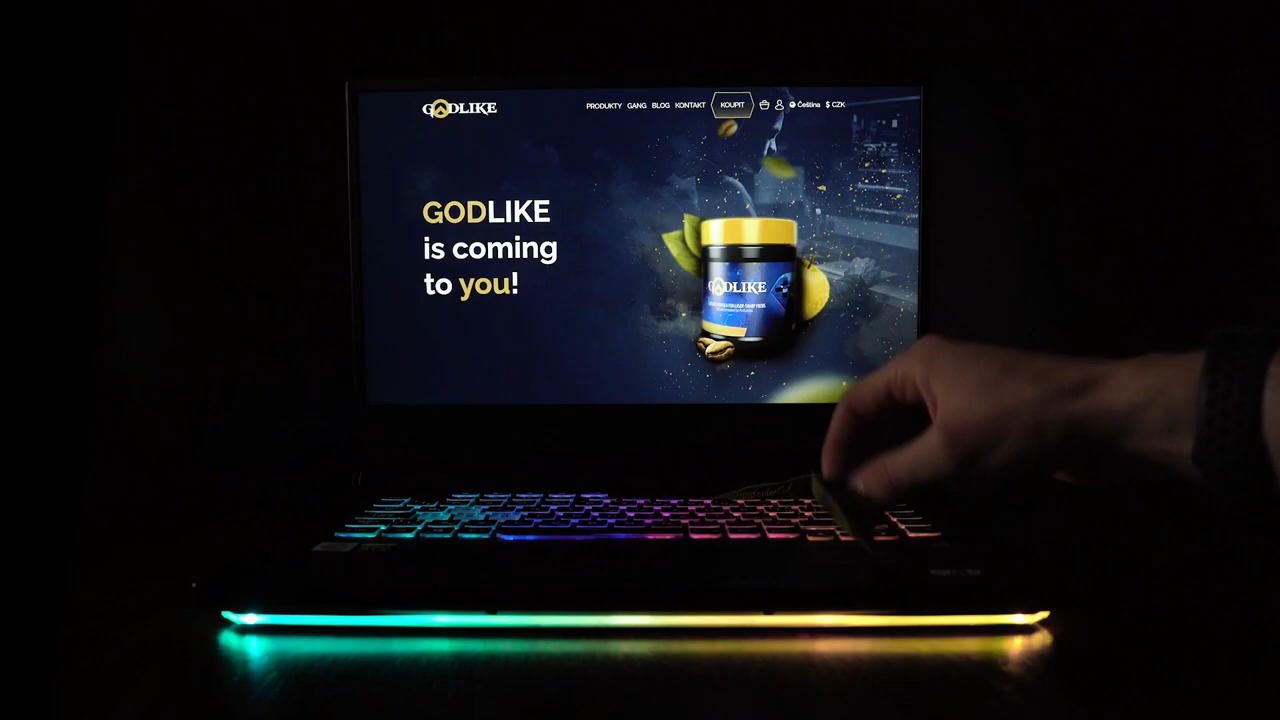 GODLIKE
PRODUKTY GANG BLOG KONTAKT KOUPIT Čeština $ CZK
GODLIKE
is coming
to you!
GODLIKE